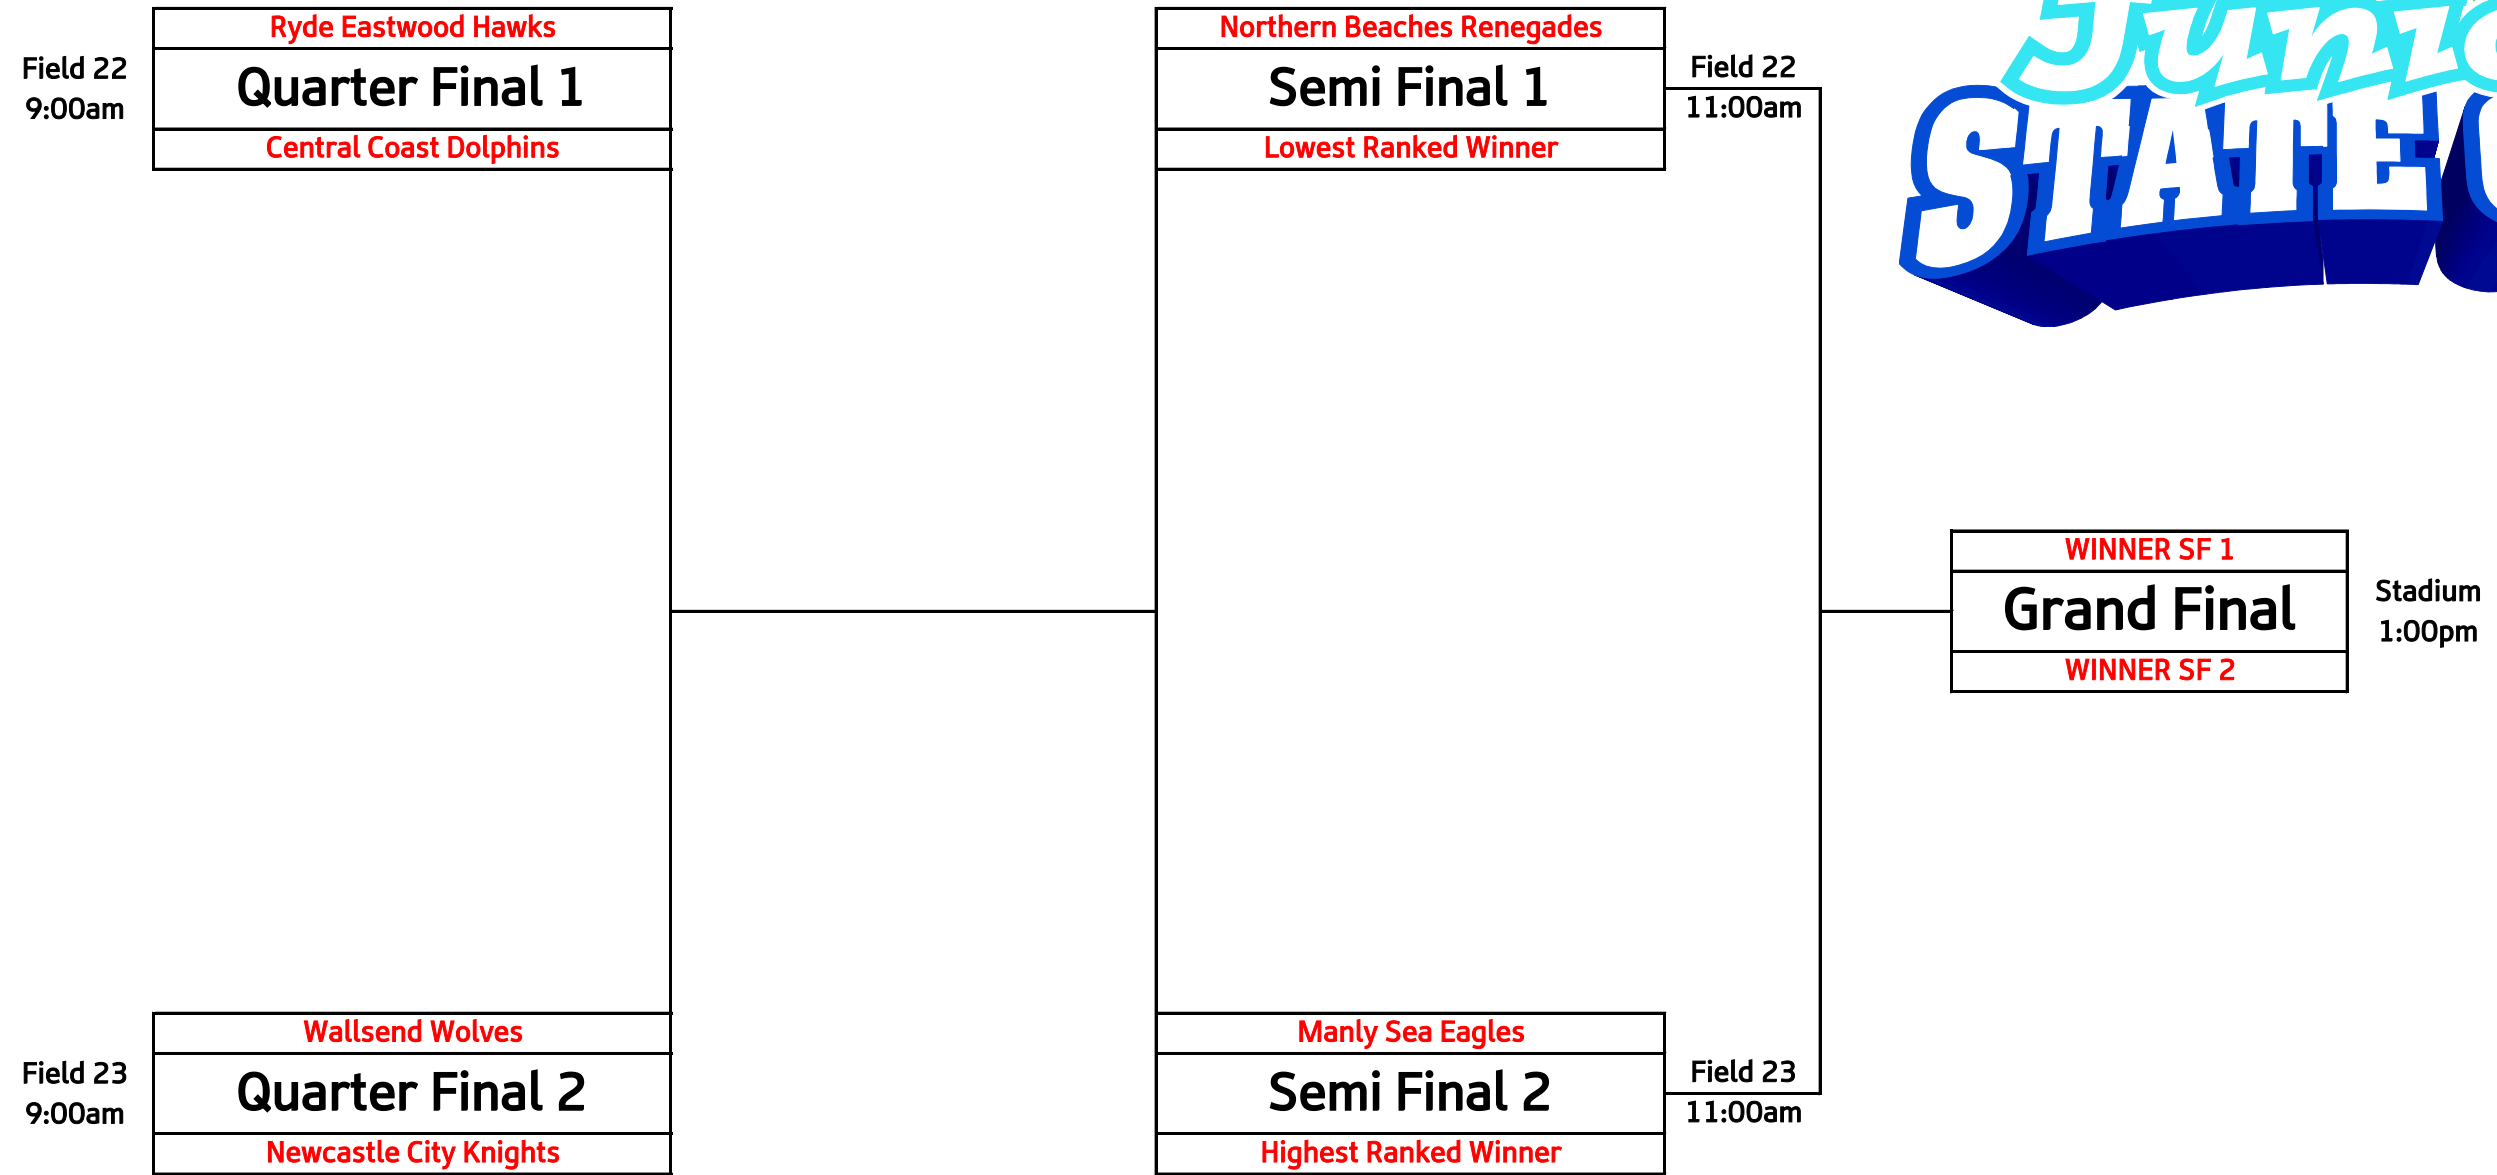 Ryde Eastwood Hawks
Field 22
9:00am
Quarter Final 1
Central Coast Dolphins
Northern Beaches Renegades
Semi Final 1
Lowest Ranked Winner
Field 22
11:00am
STATE
WINNER SF 1
Grand Final
WINNER SF 2
Stadium
1:00pm
Wallsend Wolves
Field 23
9:00am
Quarter Final 2
Newcastle City Knights
Manly Sea Eagles
Semi Final 2
Highest Ranked Winner
Field 23
11:00am